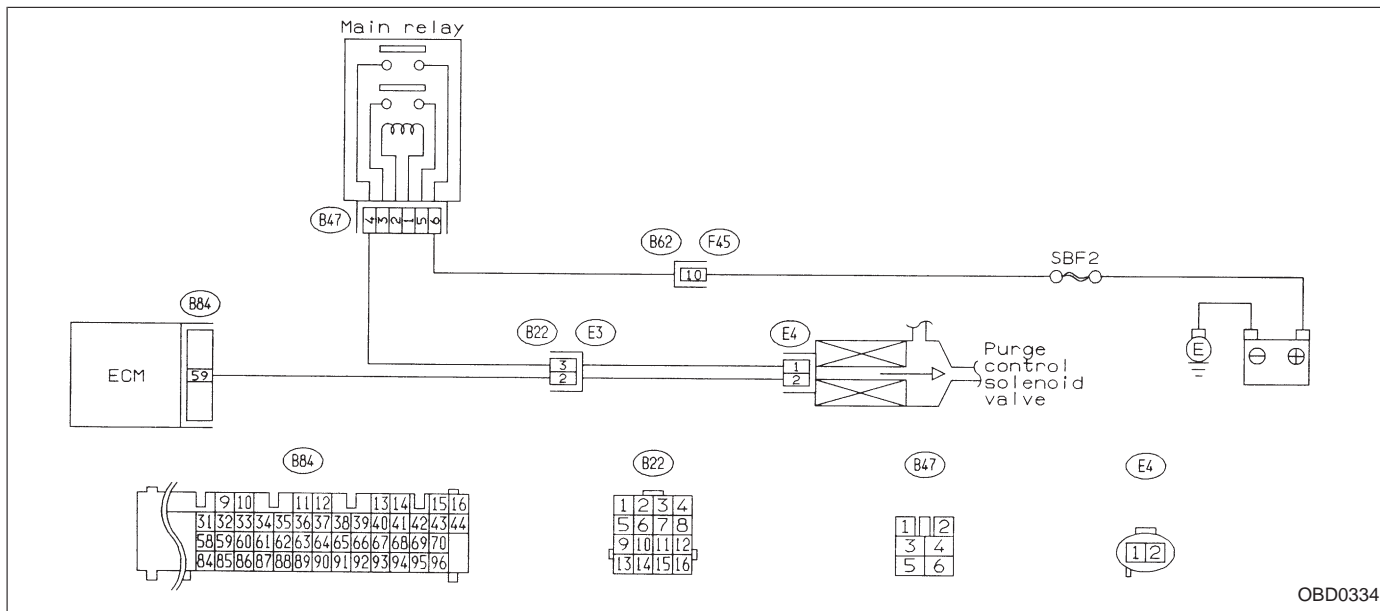 Main relay
B47
4 3 2 1 5 6
B62 F45
10
SBF2
B84
ECM
59
B22 E3
3
2
E4
1
2
Purge
control
solenoid
valve
E
⊖ ⊕
B84
9 10 11 12 13 14 15 16
31 32 33 34 35 36 37 38 39 40 41 42 43 44
58 59 60 61 62 63 64 65 66 67 68 69 70
84 85 86 87 88 89 90 91 92 93 94 95 96
B22
1 2 3 4
5 6 7 8
9 10 11 12
13 14 15 16
B47
1 2
3 4
5 6
E4
1 2
OBD0334